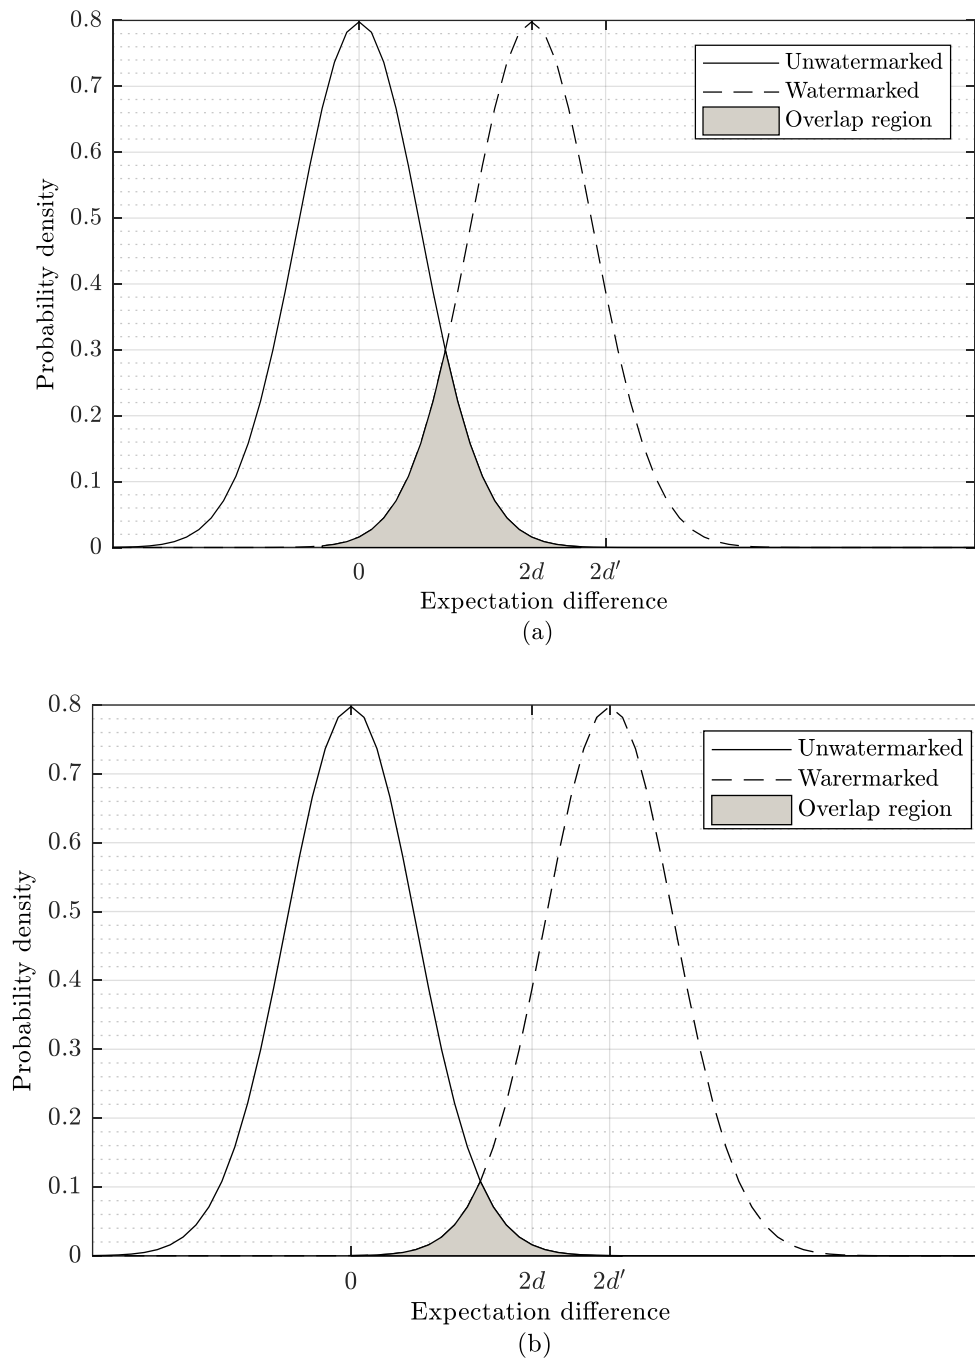 0.8
0.7
0.6
0.5
0.4
0.3
0.2
0.1
0
Probability density
Unwatermarked
Watermarked
Overlap region
0 2d 2d′
Expectation difference
(a)
0.8
0.7
0.6
0.5
0.4
0.3
0.2
0.1
0
Probability density
Unwatermarked
Warermarked
Overlap region
0 2d 2d′
Expectation difference
(b)